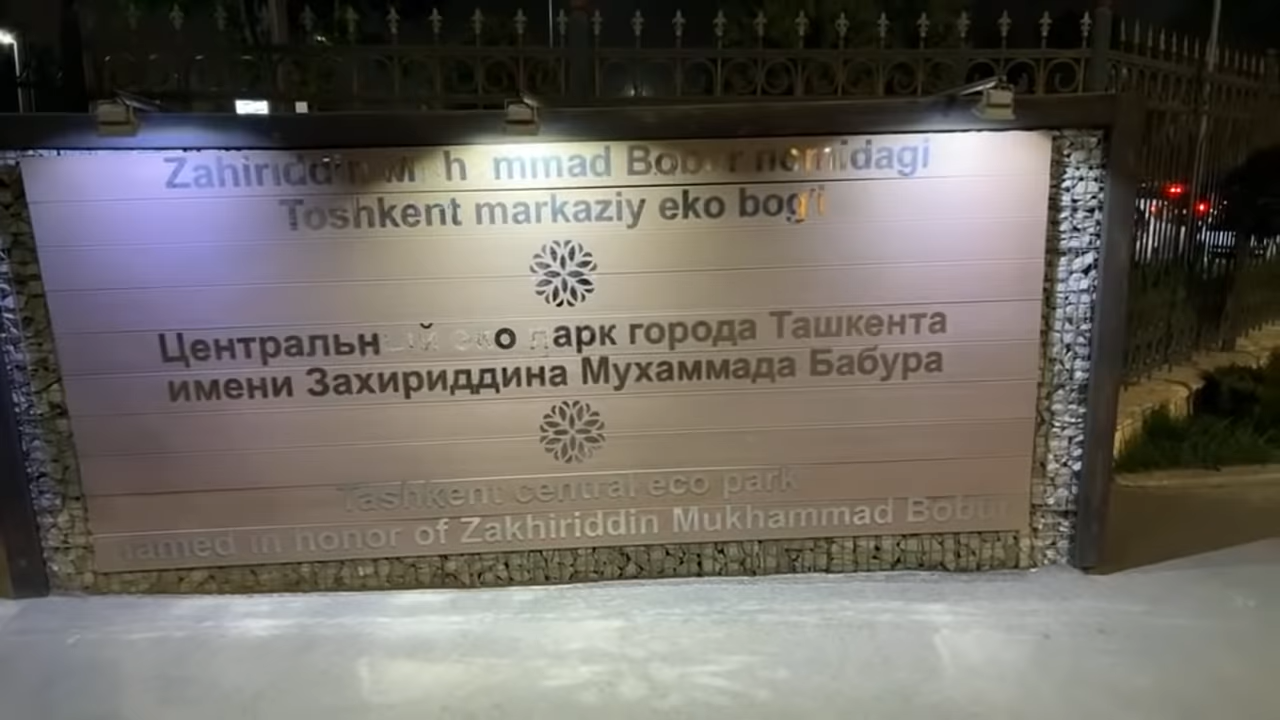 Zahiriddin Muhammad Bobur nomidagi
Toshkent markaziy eko bog'i
Центральный эко парк города Ташкента
имени Захириддина Мухаммада Бабура
Tashkent central eco park
named in honor of Zakhiriddin Mukhammad Bobur